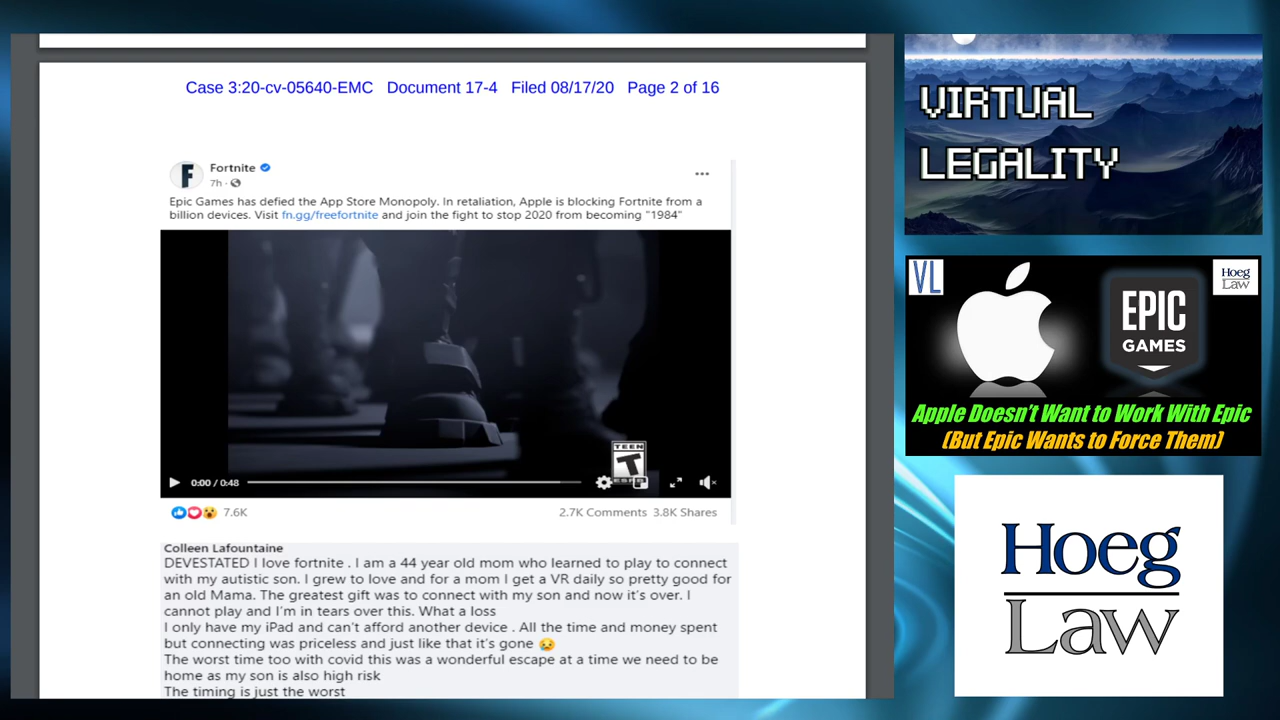 Case 3:20-cv-05640-EMC Document 17-4 Filed 08/17/20 Page 2 of 16
Fortnite
7h ·
Epic Games has defied the App Store Monopoly. In retaliation, Apple is blocking Fortnite from a
billion devices. Visit fn.gg/freefortnite and join the fight to stop 2020 from becoming "1984"
TEEN
T
ESRB
0:00 / 0:48
7.6K
2.7K Comments 3.8K Shares
Colleen Lafountaine
DEVESTATED I love fortnite . I am a 44 year old mom who learned to play to connect
with my autistic son. I grew to love and for a mom I get a VR daily so pretty good for
an old Mama. The greatest gift was to connect with my son and now it's over. I
cannot play and I'm in tears over this. What a loss
I only have my iPad and can't afford another device . All the time and money spent
but connecting was priceless and just like that it's gone 😥
The worst time too with covid this was a wonderful escape at a time we need to be
home as my son is also high risk
The timing is just the worst
VIRTUAL
LEGALITY
VL
Hoeg
Law
EPIC
GAMES
Apple Doesn't Want to Work With Epic
(But Epic Wants to Force Them)
Hoeg
Law